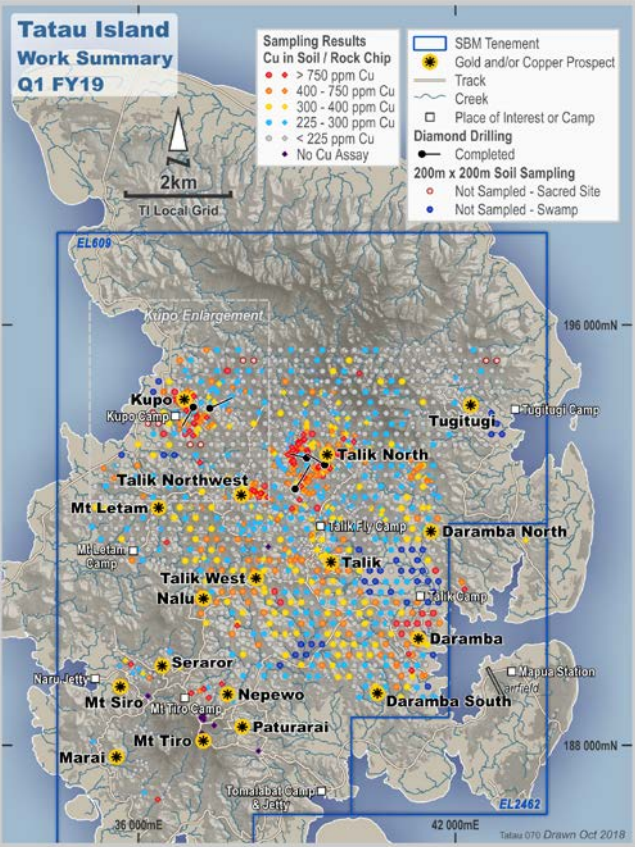 Tatau Island
Work Summary
Q1 FY19
Sampling Results
Cu in Soil / Rock Chip
> 750 ppm Cu
400 - 750 ppm Cu
300 - 400 ppm Cu
225 - 300 ppm Cu
< 225 ppm Cu
No Cu Assay
SBM Tenement
Gold and/or Copper Prospect
Track
Creek
Place of Interest or Camp
Diamond Drilling
Completed
200m x 200m Soil Sampling
Not Sampled - Sacred Site
Not Sampled - Swamp
N
2km
TI Local Grid
EL609
Kupo Enlargement
196 000mN
Kupo
Kupo Camp
Tugitugi
Tugitugi Camp
Talik North
Talik Northwest
Mt Letam
Talik Fly Camp
Daramba North
Mt Letam
Camp
Talik
Talik West
Nalu
Talik Camp
Daramba
Seraror
Naru Jetty
Mapua Station
airfield
Mt Siro
Mt Tiro Camp
Nepewo
Daramba South
Paturarai
Mt Tiro
188 000mN
Marai
Tomalabat Camp
& Jetty
EL2462
36 000mE
42 000mE
Tatau 070 Drawn Oct 2018